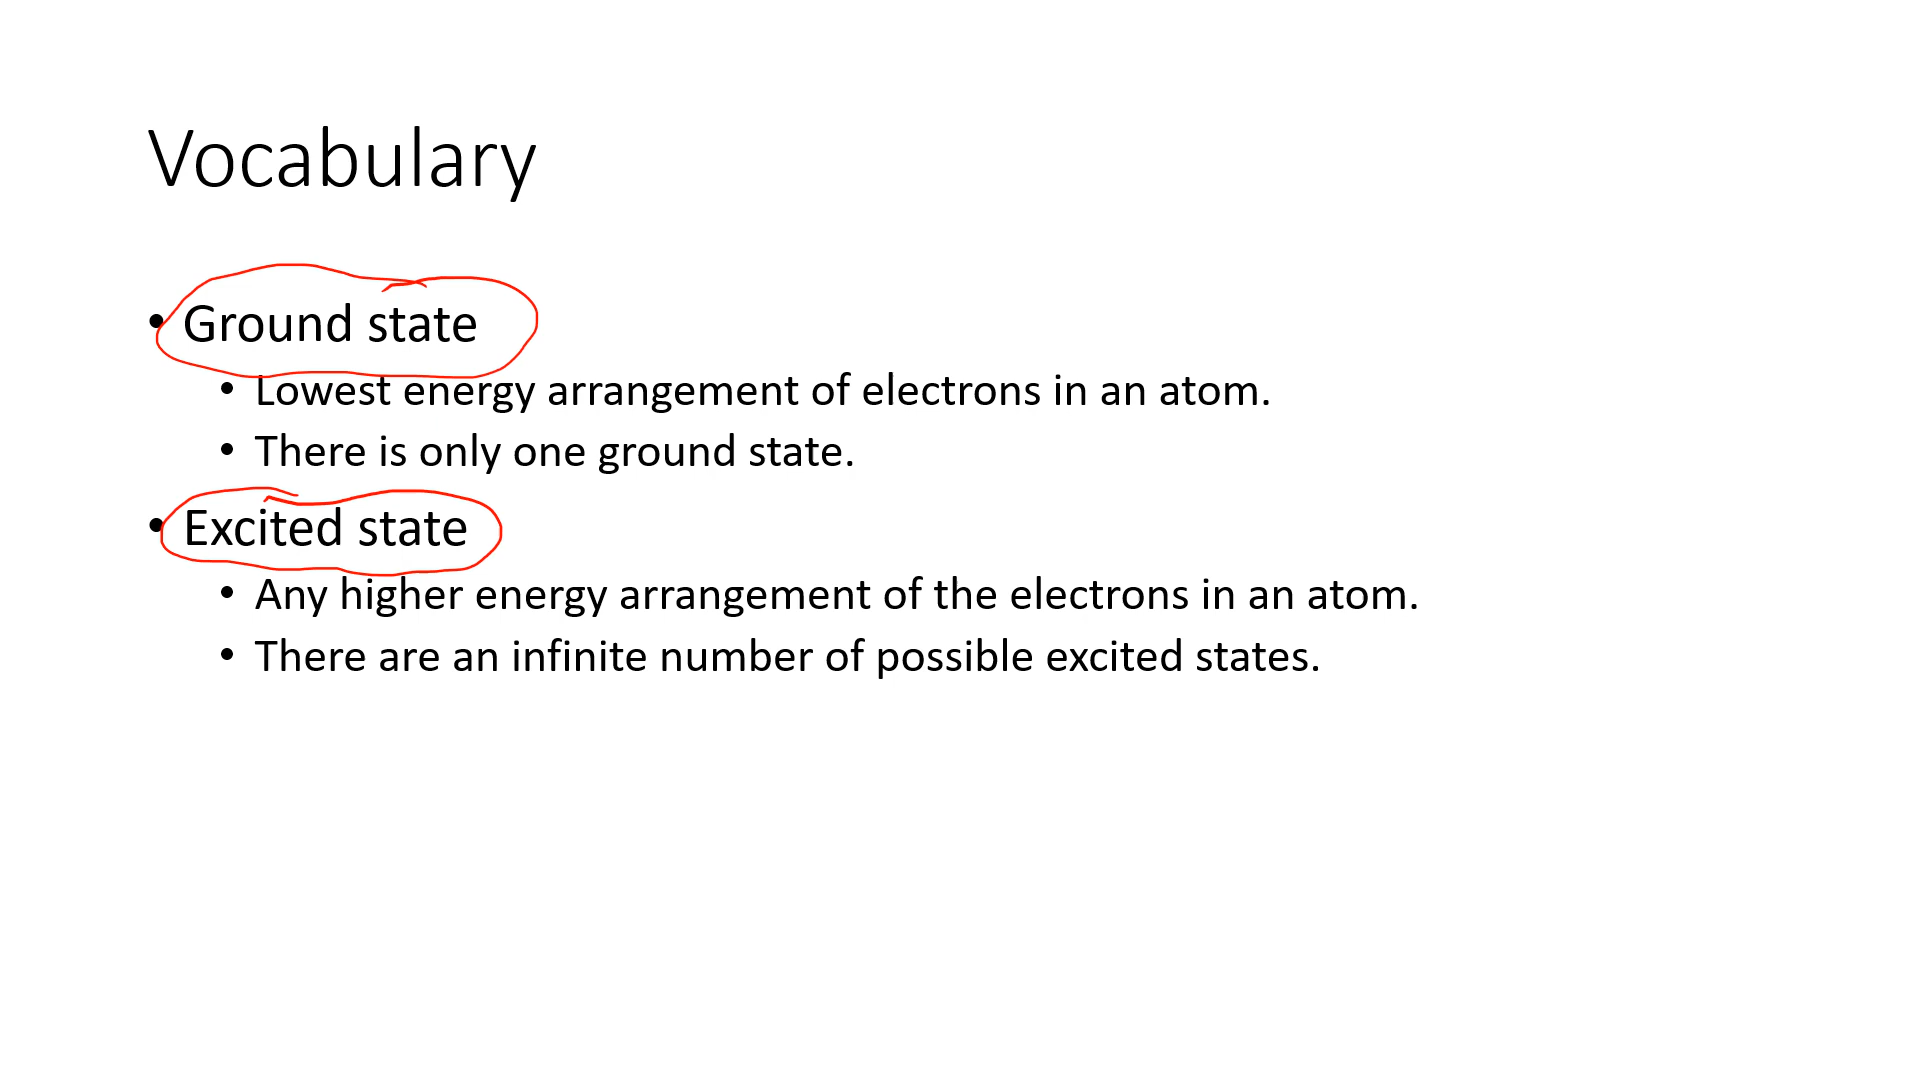 Vocabulary
• Ground state
• Lowest energy arrangement of electrons in an atom.
• There is only one ground state.
• Excited state
• Any higher energy arrangement of the electrons in an atom.
• There are an infinite number of possible excited states.